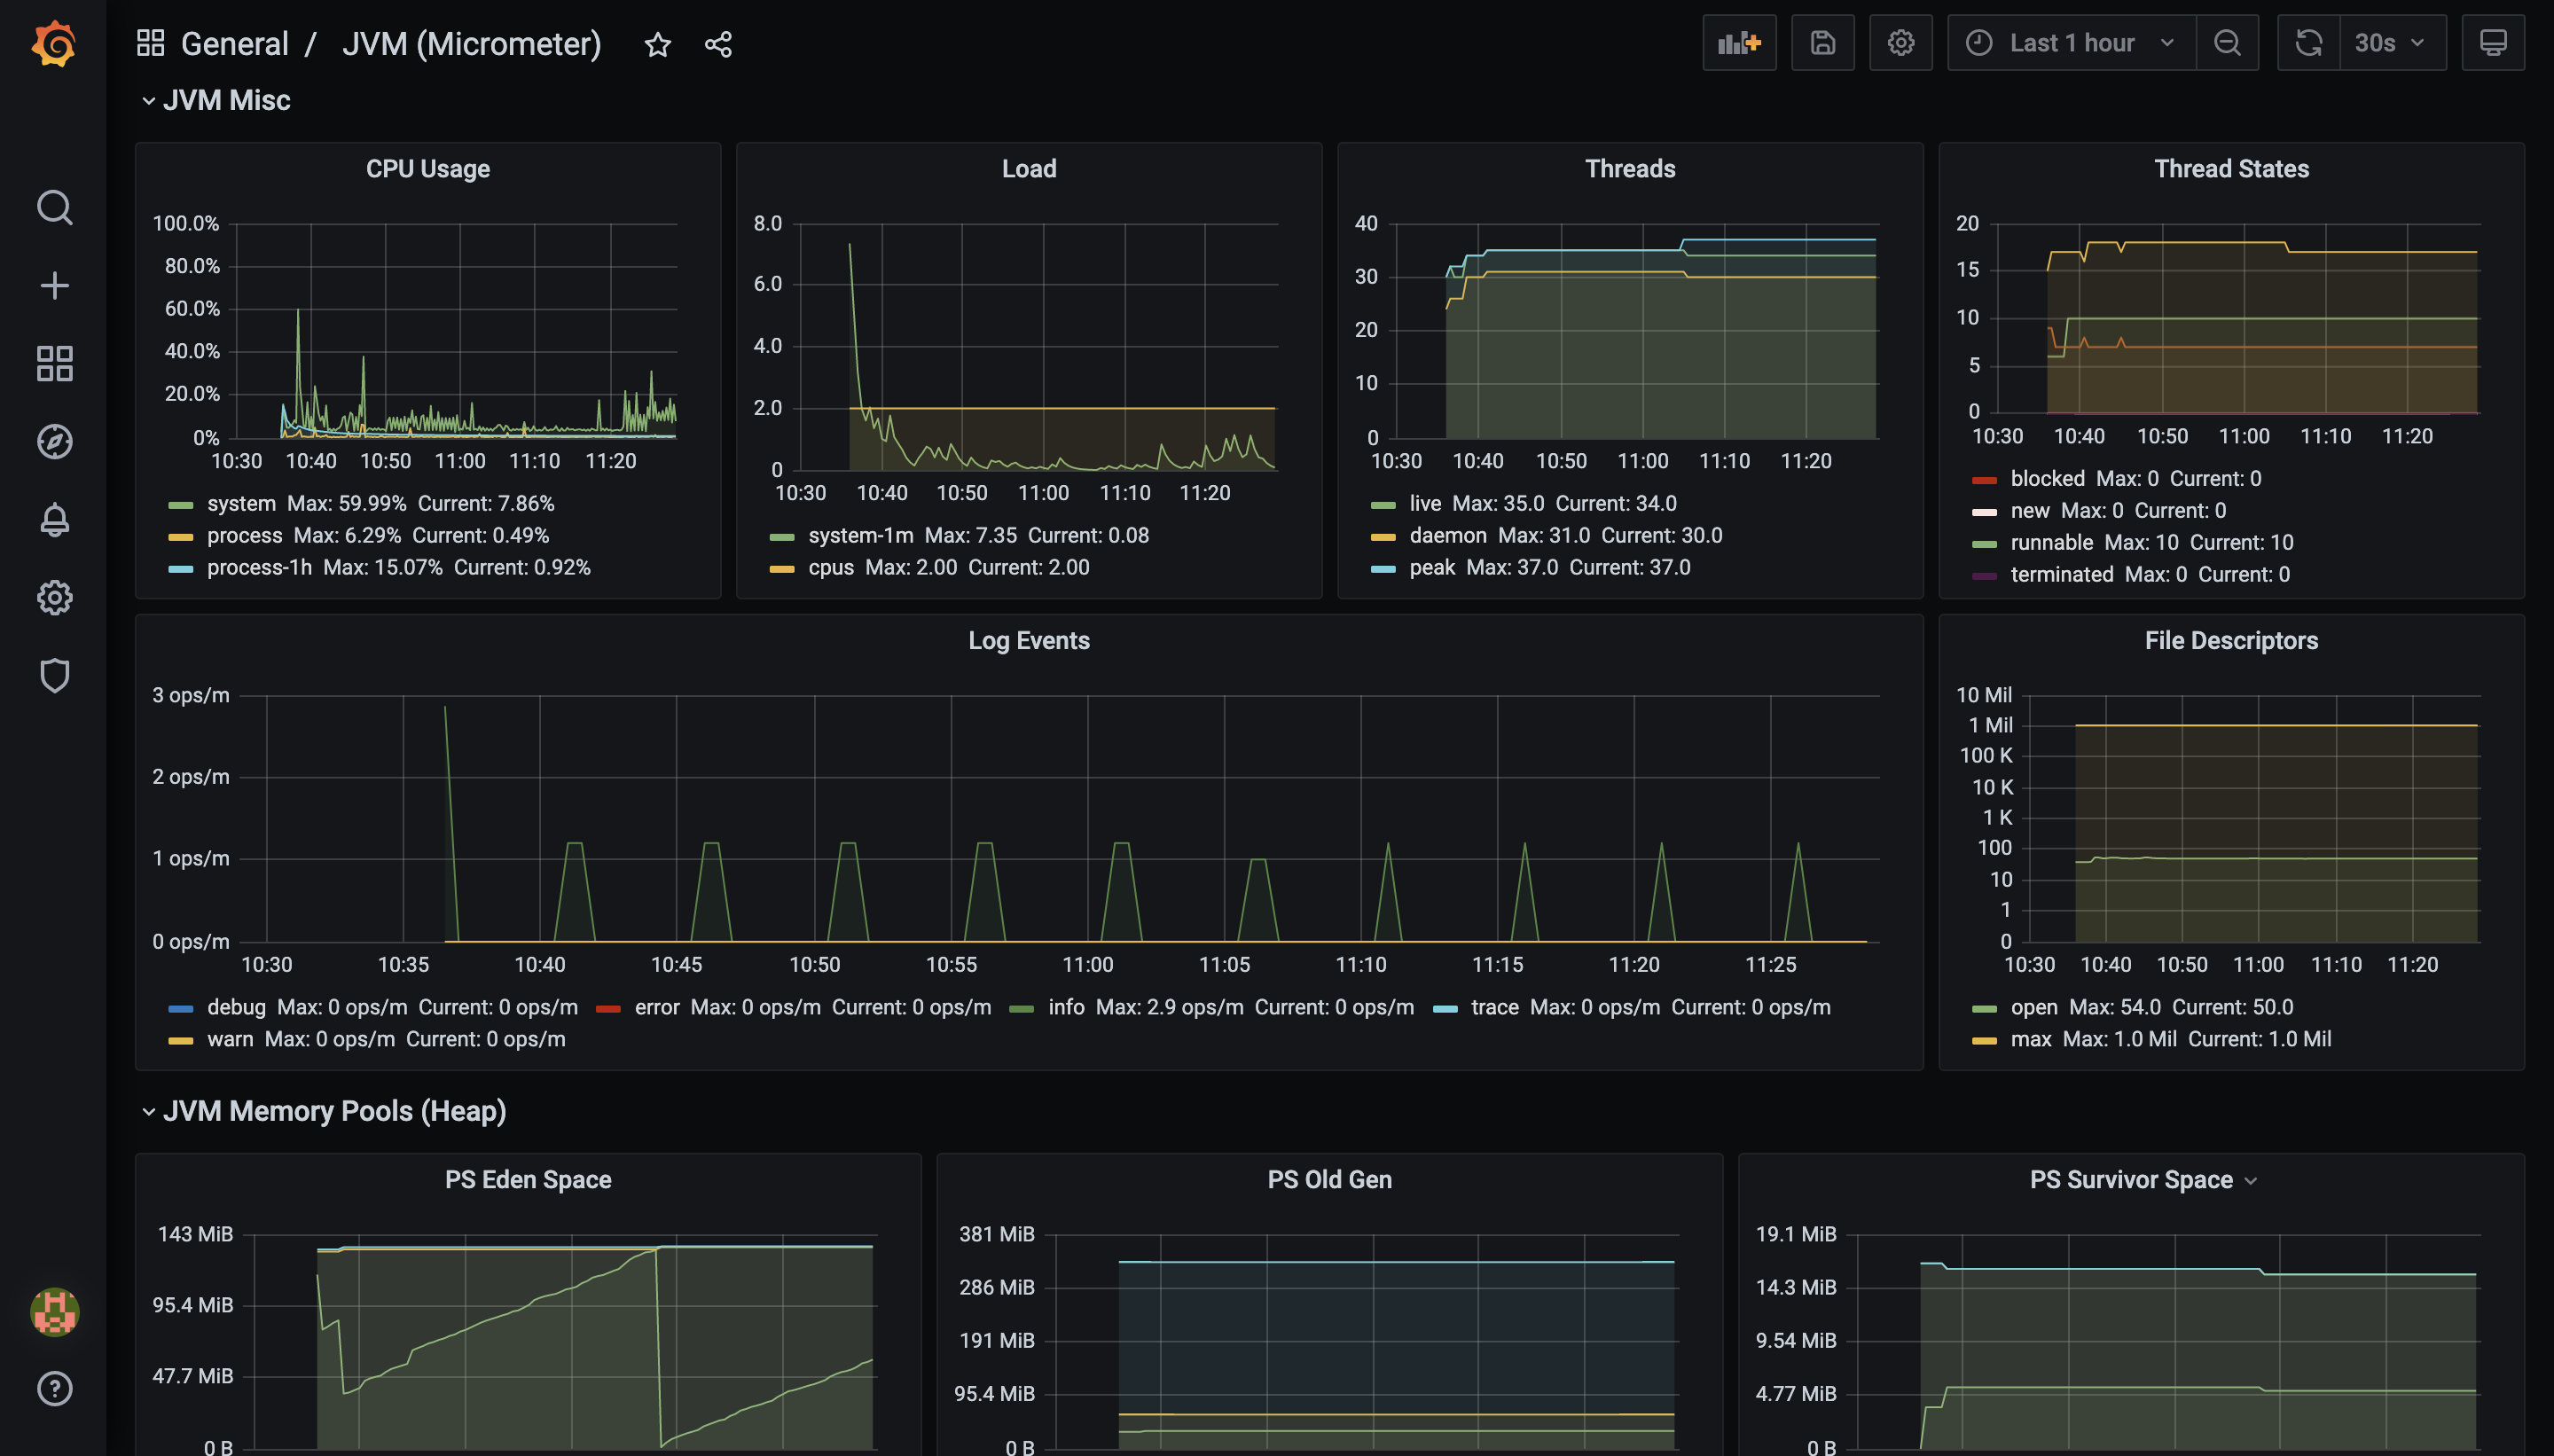 General / JVM (Micrometer)
Last 1 hour
30s
JVM Misc
CPU Usage
100.0%
80.0%
60.0%
40.0%
20.0%
0%
10:30 10:40 10:50 11:00 11:10 11:20
system Max: 59.99% Current: 7.86%
process Max: 6.29% Current: 0.49%
process-1h Max: 15.07% Current: 0.92%
Load
8.0
6.0
4.0
2.0
0
10:30 10:40 10:50 11:00 11:10 11:20
system-1m Max: 7.35 Current: 0.08
cpus Max: 2.00 Current: 2.00
Threads
40
30
20
10
0
10:30 10:40 10:50 11:00 11:10 11:20
live Max: 35.0 Current: 34.0
daemon Max: 31.0 Current: 30.0
peak Max: 37.0 Current: 37.0
Thread States
20
15
10
5
0
10:30 10:40 10:50 11:00 11:10 11:20
blocked Max: 0 Current: 0
new Max: 0 Current: 0
runnable Max: 10 Current: 10
terminated Max: 0 Current: 0
Log Events
3 ops/m
2 ops/m
1 ops/m
0 ops/m
10:30 10:35 10:40 10:45 10:50 10:55 11:00 11:05 11:10 11:15 11:20 11:25
debug Max: 0 ops/m Current: 0 ops/m error Max: 0 ops/m Current: 0 ops/m info Max: 2.9 ops/m Current: 0 ops/m trace Max: 0 ops/m Current: 0 ops/m
warn Max: 0 ops/m Current: 0 ops/m
File Descriptors
10 Mil
1 Mil
100 K
10 K
1 K
100
10
1
0
10:30 10:40 10:50 11:00 11:10 11:20
open Max: 54.0 Current: 50.0
max Max: 1.0 Mil Current: 1.0 Mil
JVM Memory Pools (Heap)
PS Eden Space
143 MiB
95.4 MiB
47.7 MiB
0 B
PS Old Gen
381 MiB
286 MiB
191 MiB
95.4 MiB
0 B
PS Survivor Space
19.1 MiB
14.3 MiB
9.54 MiB
4.77 MiB
0 B